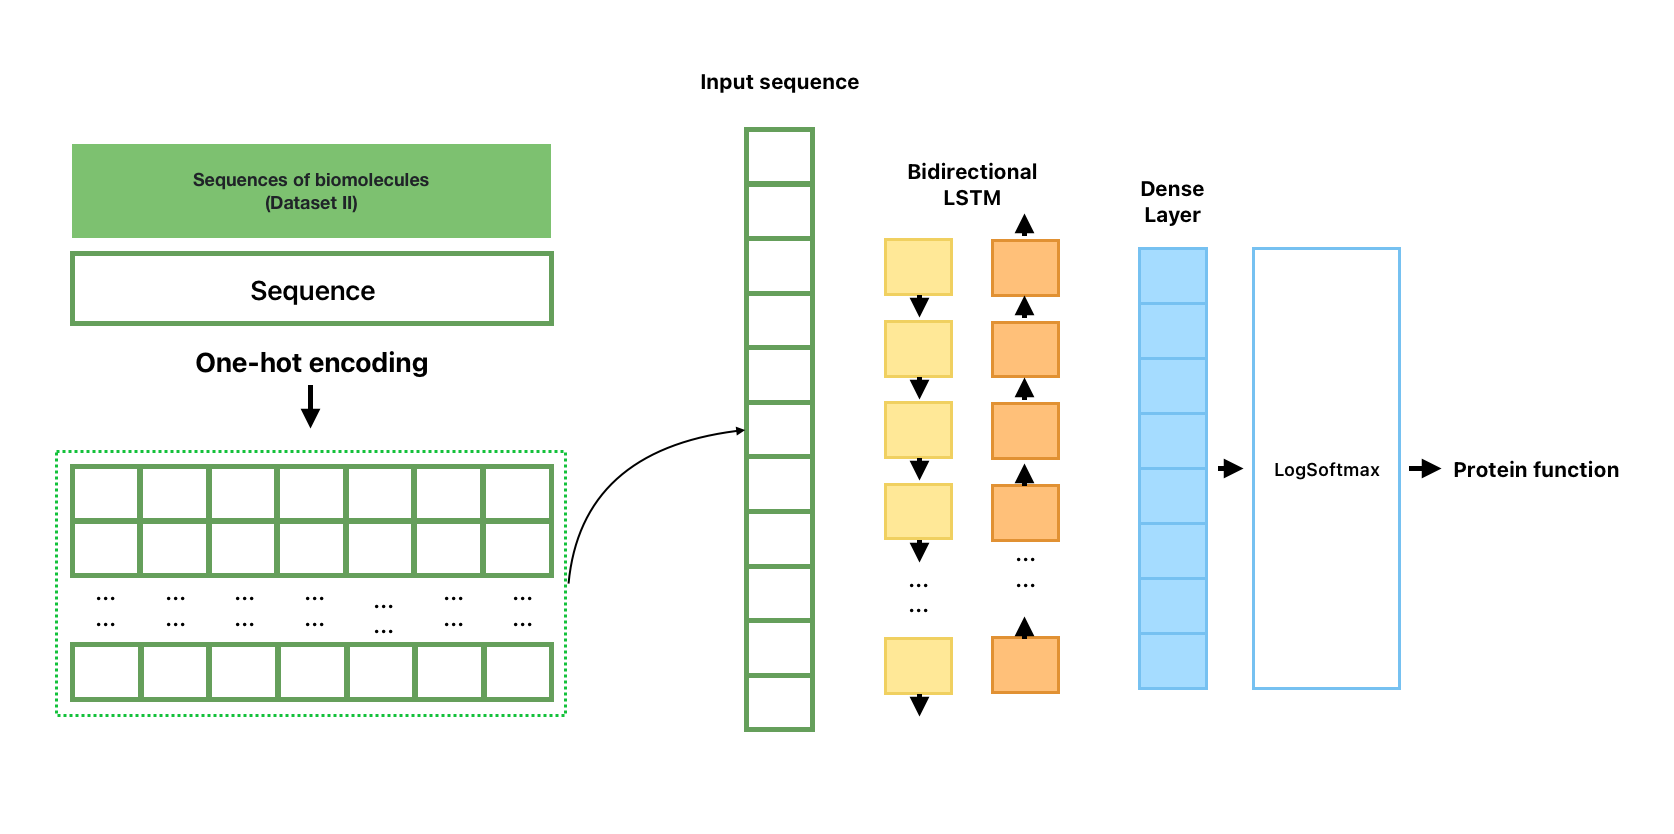 Sequences of biomolecules
(Dataset II)
Sequence
One-hot encoding
... ... ... ... ... ... ...
... ... ... ... ... ... ...
Input sequence
Bidirectional
LSTM
...
...
...
...
Dense
Layer
LogSoftmax
Protein function